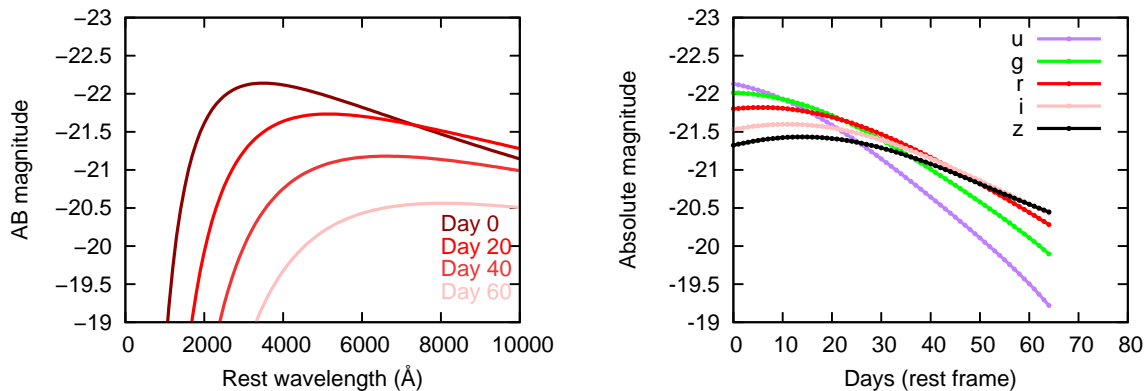 AB magnitude
−23
−22.5
−22
−21.5
−21
−20.5
−20
−19.5
−19
0 2000 4000 6000 8000 10000
Rest wavelength (Å)
Day 0
Day 20
Day 40
Day 60
Absolute magnitude
-23
-22.5
-22
-21.5
-21
-20.5
-20
-19.5
-19
0 10 20 30 40 50 60 70 80
Days (rest frame)
u
g
r
i
z